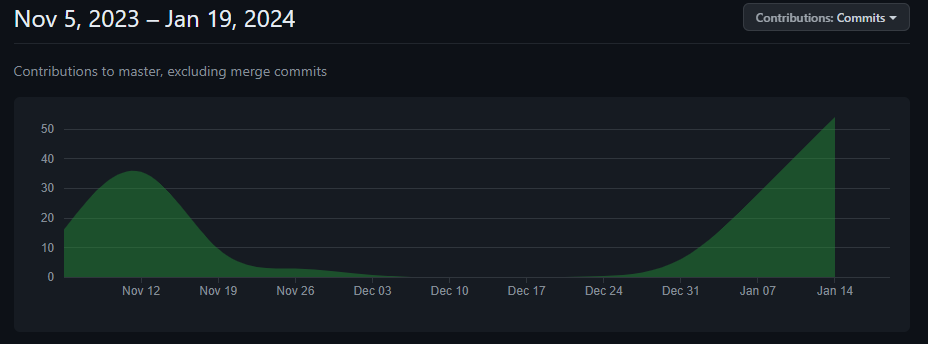 Nov 5, 2023 – Jan 19, 2024
Contributions: Commits
Contributions to master, excluding merge commits
50
40
30
20
10
0
Nov 12 Nov 19 Nov 26 Dec 03 Dec 10 Dec 17 Dec 24 Dec 31 Jan 07 Jan 14